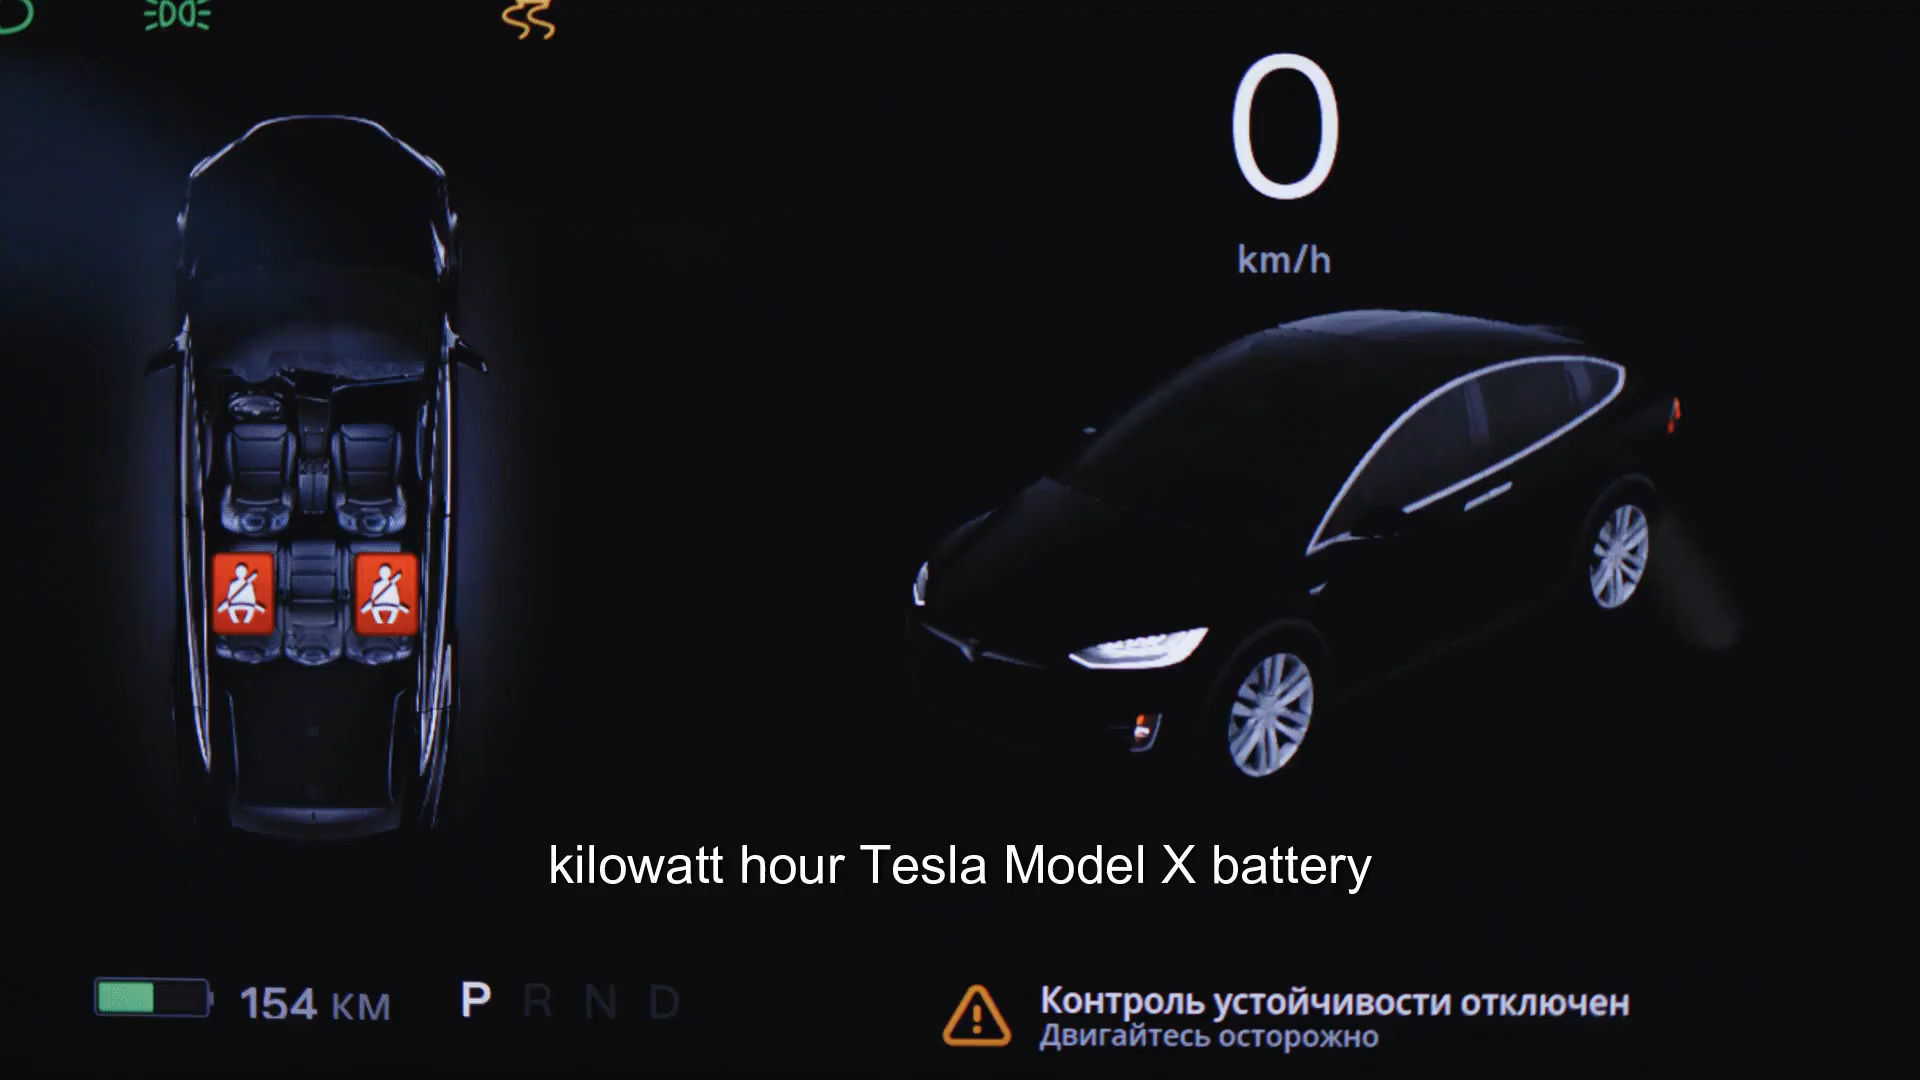 0
km/h
kilowatt hour Tesla Model X battery
154 км
P R N D
Контроль устойчивости отключен
Двигайтесь осторожно